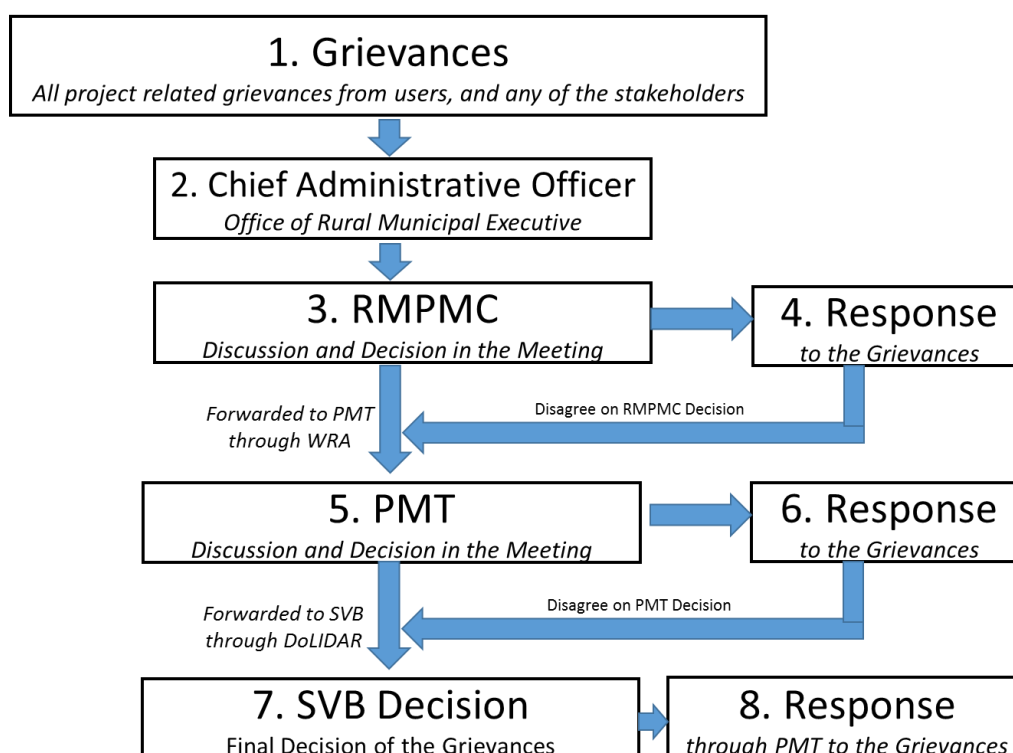 1. Grievances
All project related grievances from users, and any of the stakeholders
2. Chief Administrative Officer
Office of Rural Municipal Executive
3. RMPMC
Discussion and Decision in the Meeting
4. Response
to the Grievances
Forwarded to PMT
through WRA
Disagree on RMPMC Decision
5. PMT
Discussion and Decision in the Meeting
6. Response
to the Grievances
Forwarded to SVB
through DoLIDAR
Disagree on PMT Decision
7. SVB Decision
Final Decision of the Grievances
8. Response
through PMT to the Grievances